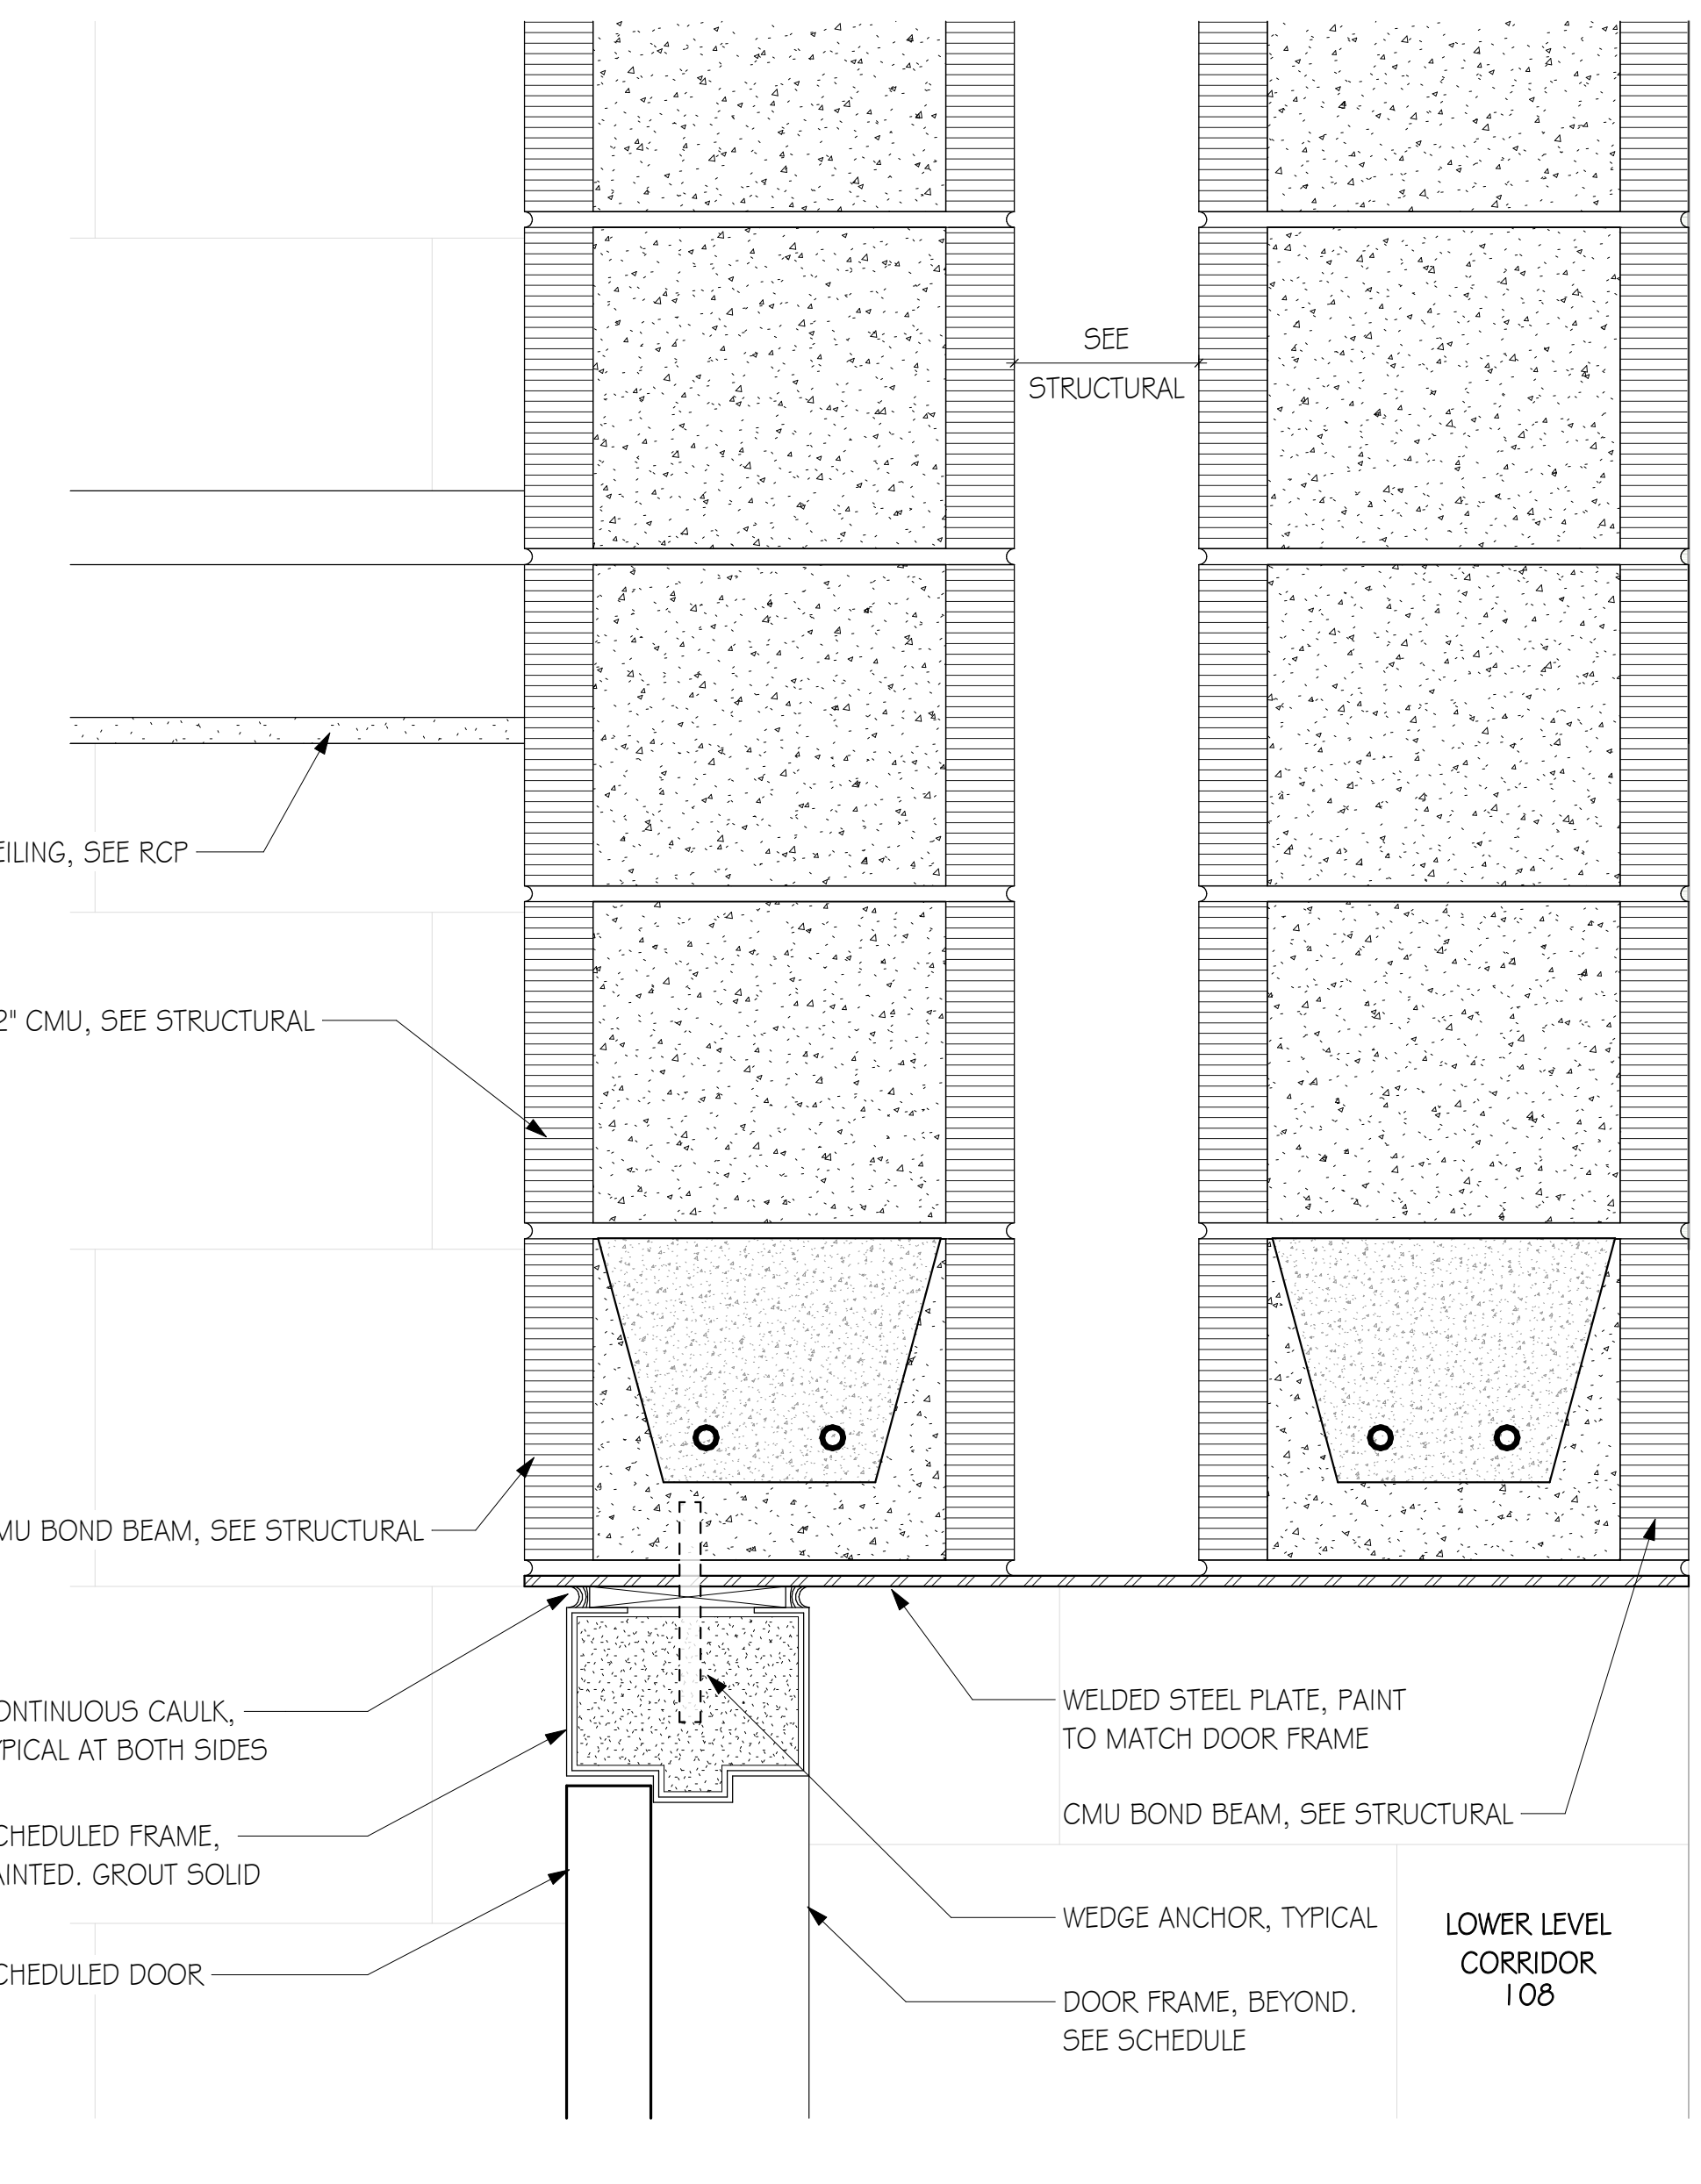 SEE
STRUCTURAL
EILING, SEE RCP
2" CMU, SEE STRUCTURAL
MU BOND BEAM, SEE STRUCTURAL
ONTINUOUS CAULK,
YPICAL AT BOTH SIDES
CHEDULED FRAME,
AINTED. GROUT SOLID
CHEDULED DOOR
WELDED STEEL PLATE, PAINT
TO MATCH DOOR FRAME
CMU BOND BEAM, SEE STRUCTURAL
WEDGE ANCHOR, TYPICAL
DOOR FRAME, BEYOND.
SEE SCHEDULE
LOWER LEVEL
CORRIDOR
108